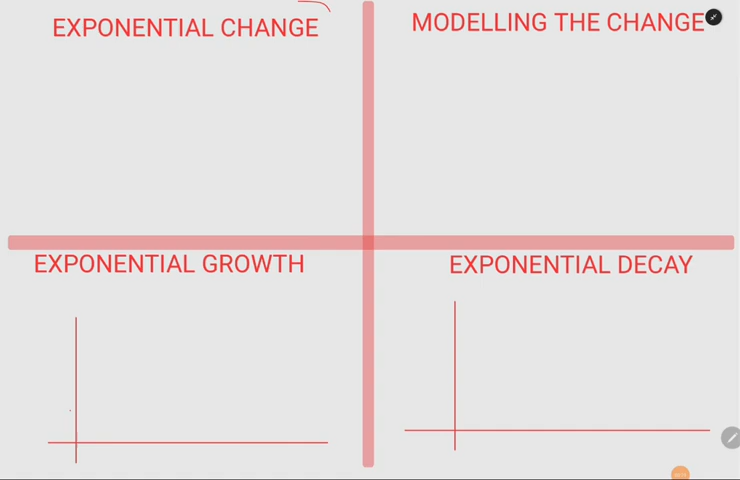 EXPONENTIAL CHANGE
MODELLING THE CHANGE
EXPONENTIAL GROWTH
EXPONENTIAL DECAY